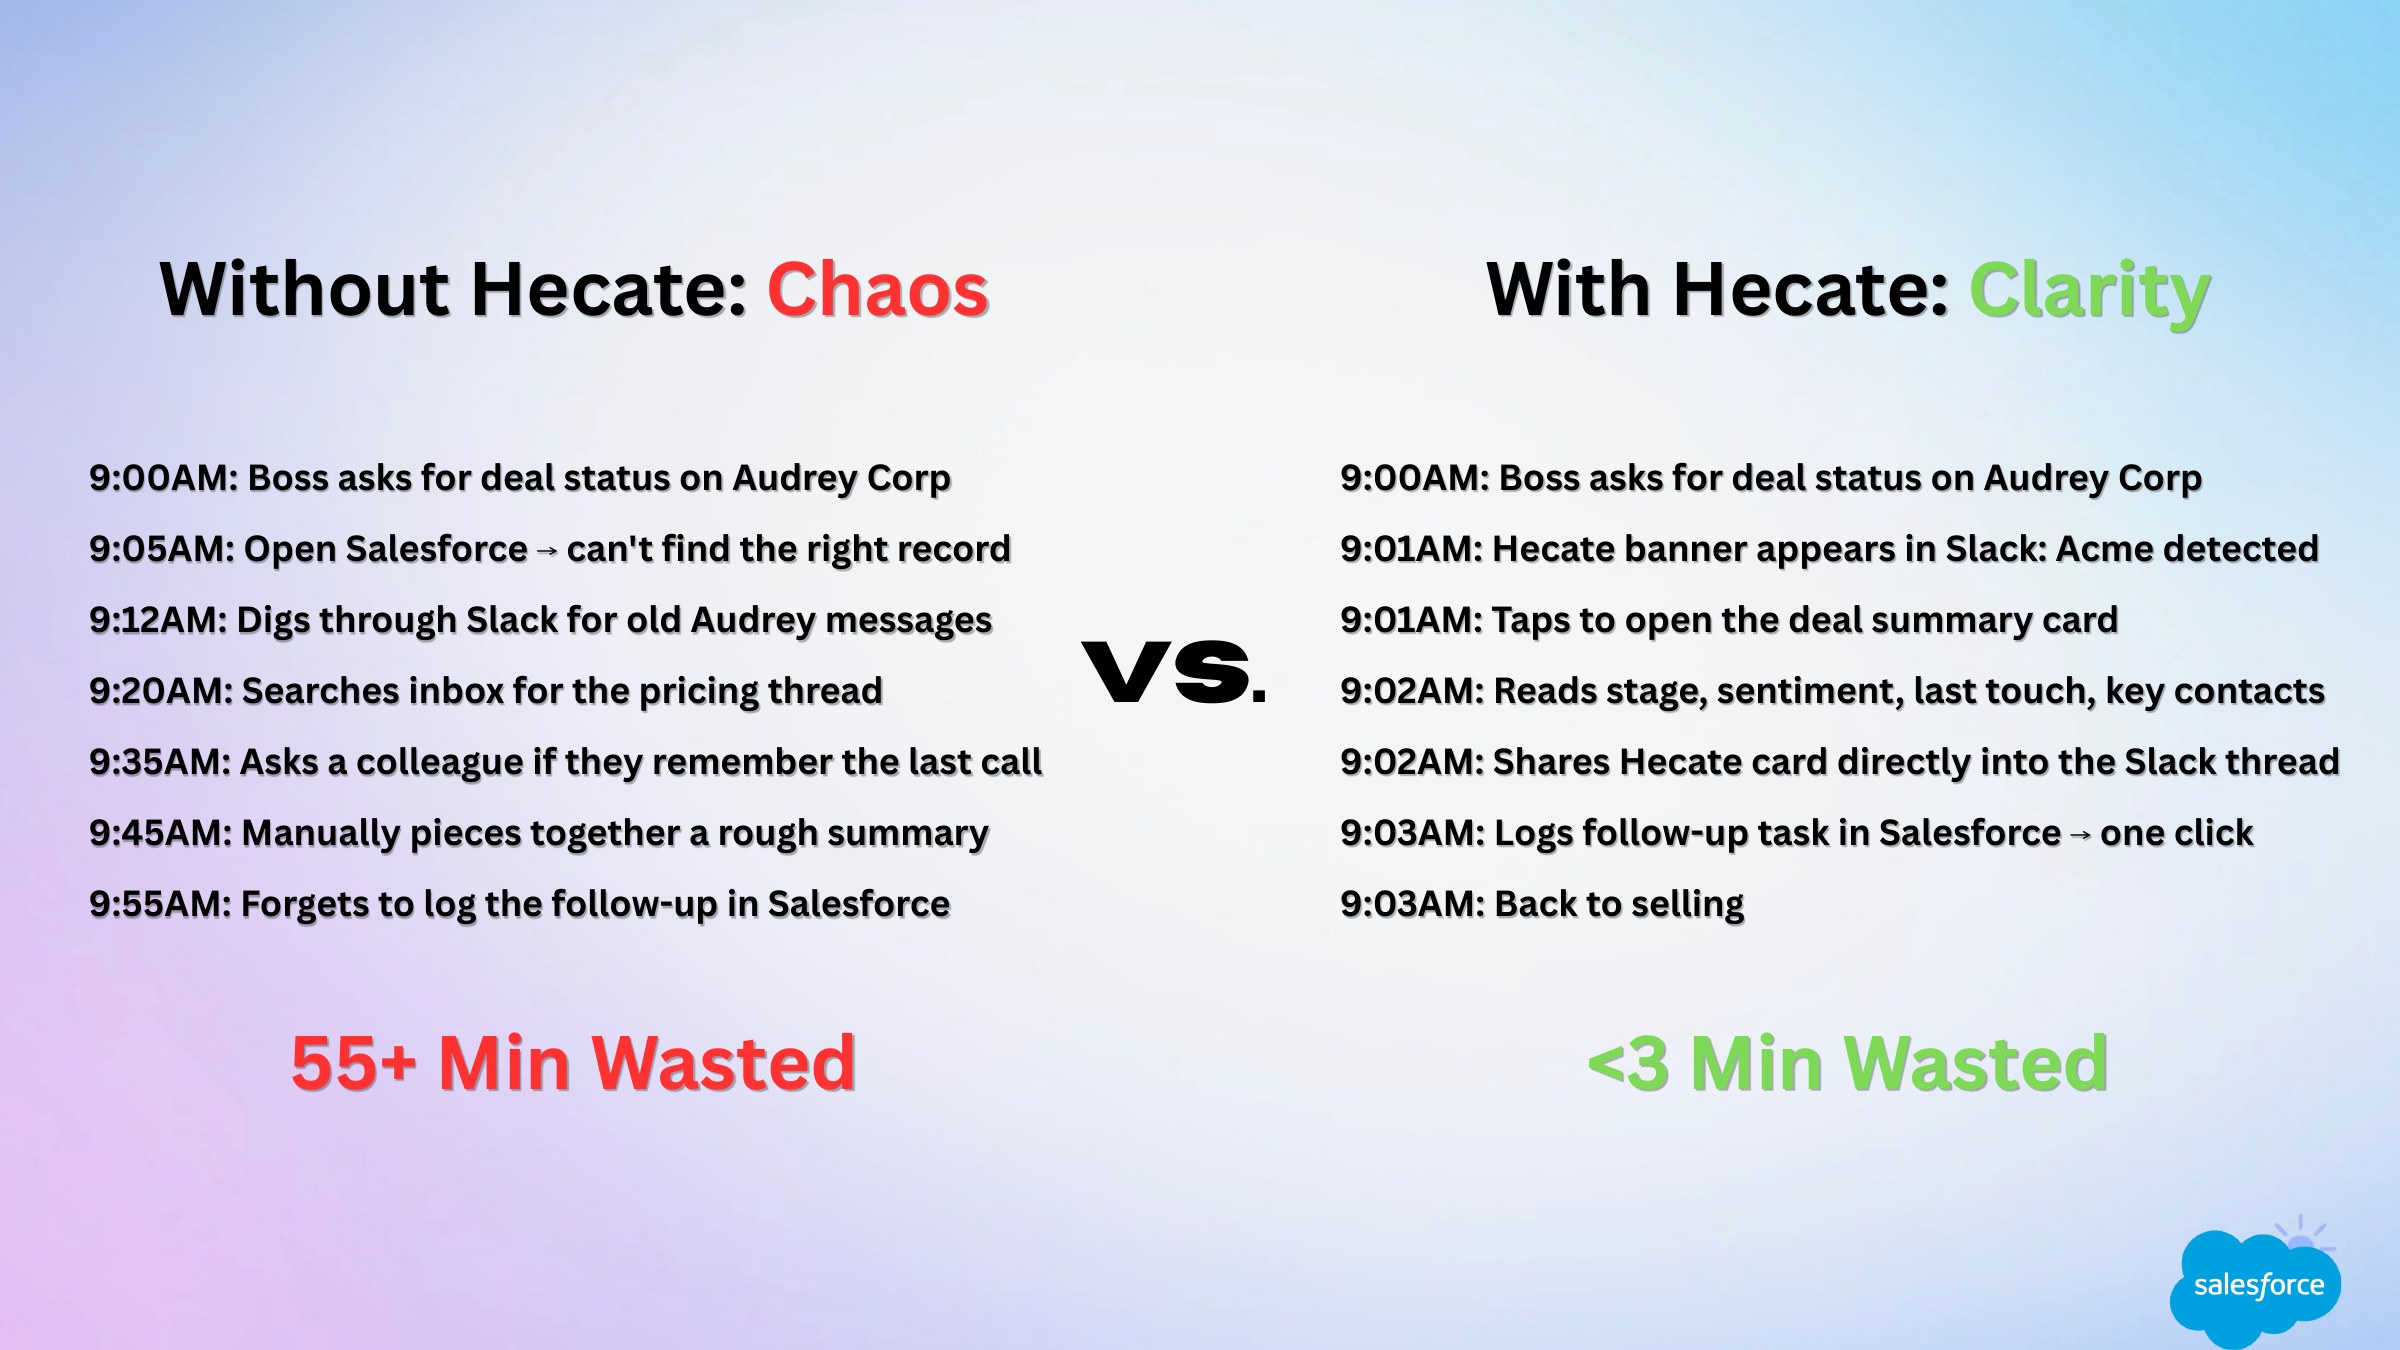 Without Hecate: Chaos
9:00AM: Boss asks for deal status on Audrey Corp
9:05AM: Open Salesforce → can't find the right record
9:12AM: Digs through Slack for old Audrey messages
9:20AM: Searches inbox for the pricing thread
9:35AM: Asks a colleague if they remember the last call
9:45AM: Manually pieces together a rough summary
9:55AM: Forgets to log the follow-up in Salesforce
55+ Min Wasted
vs.
With Hecate: Clarity
9:00AM: Boss asks for deal status on Audrey Corp
9:01AM: Hecate banner appears in Slack: Acme detected
9:01AM: Taps to open the deal summary card
9:02AM: Reads stage, sentiment, last touch, key contacts
9:02AM: Shares Hecate card directly into the Slack thread
9:03AM: Logs follow-up task in Salesforce → one click
9:03AM: Back to selling
<3 Min Wasted
salesforce